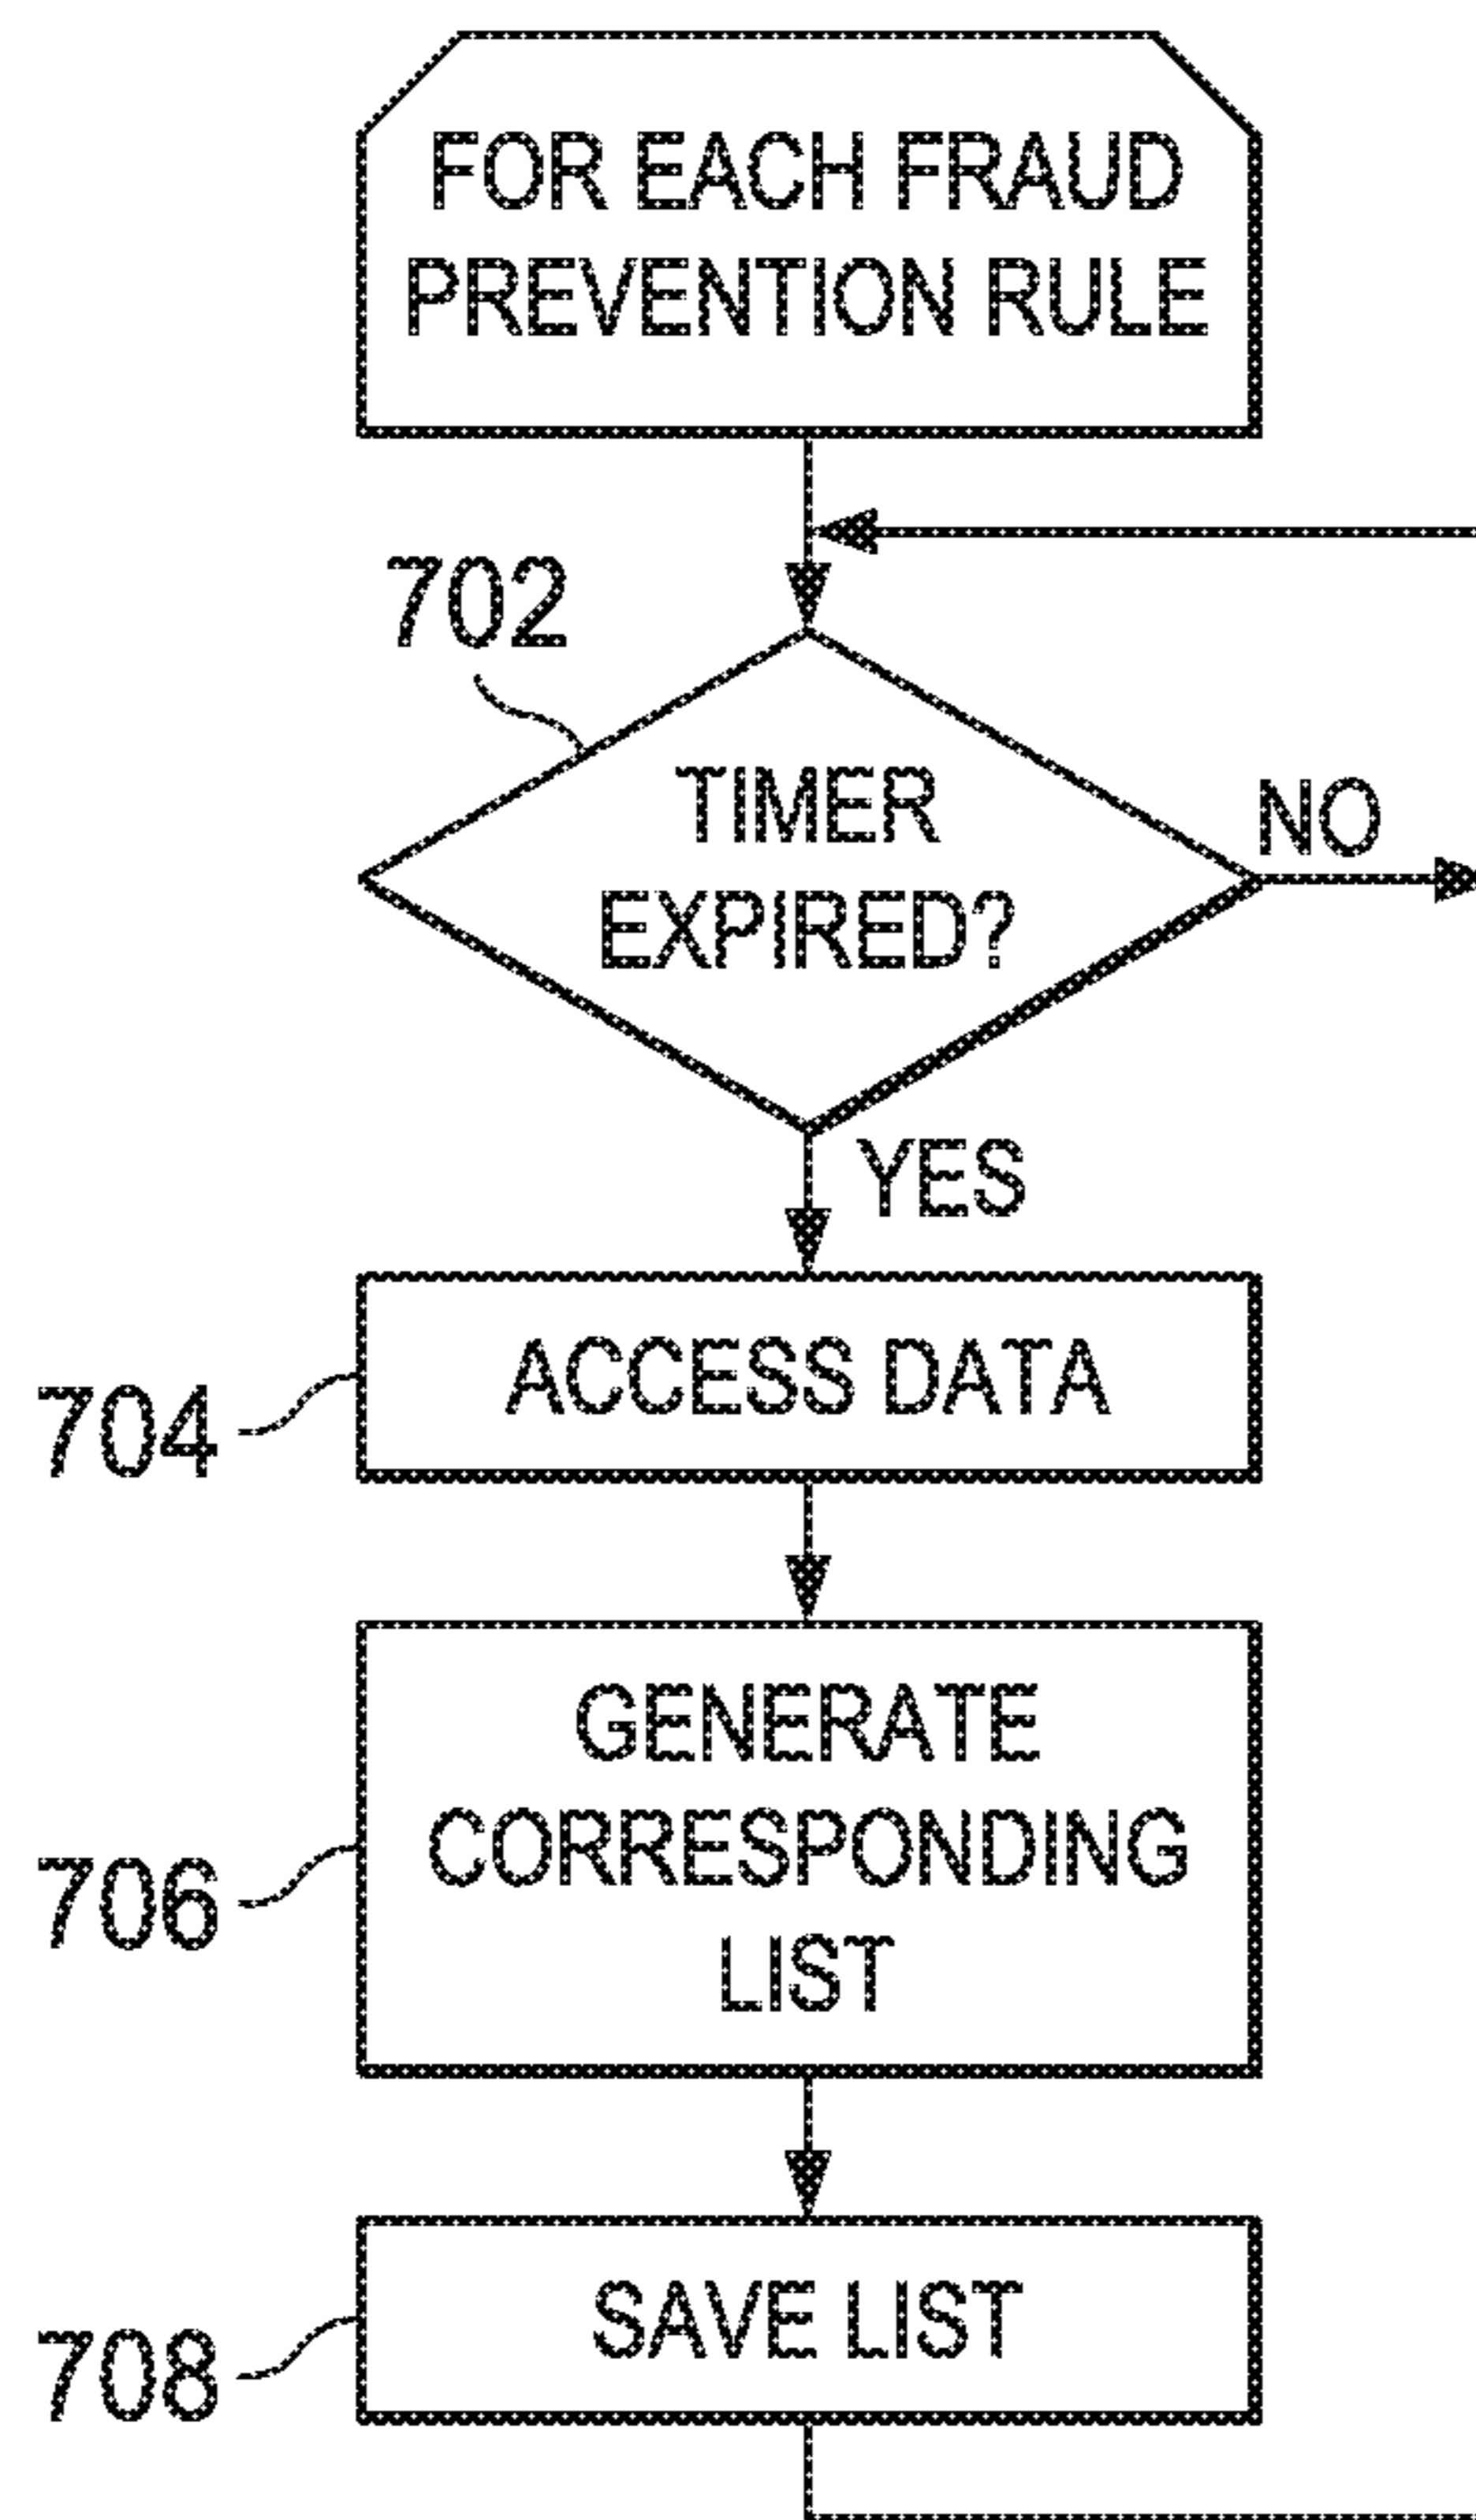 FOR EACH FRAUD
PREVENTION RULE
702
TIMER
EXPIRED?
NO
YES
704
ACCESS DATA
706
GENERATE
CORRESPONDING
LIST
708
SAVE LIST